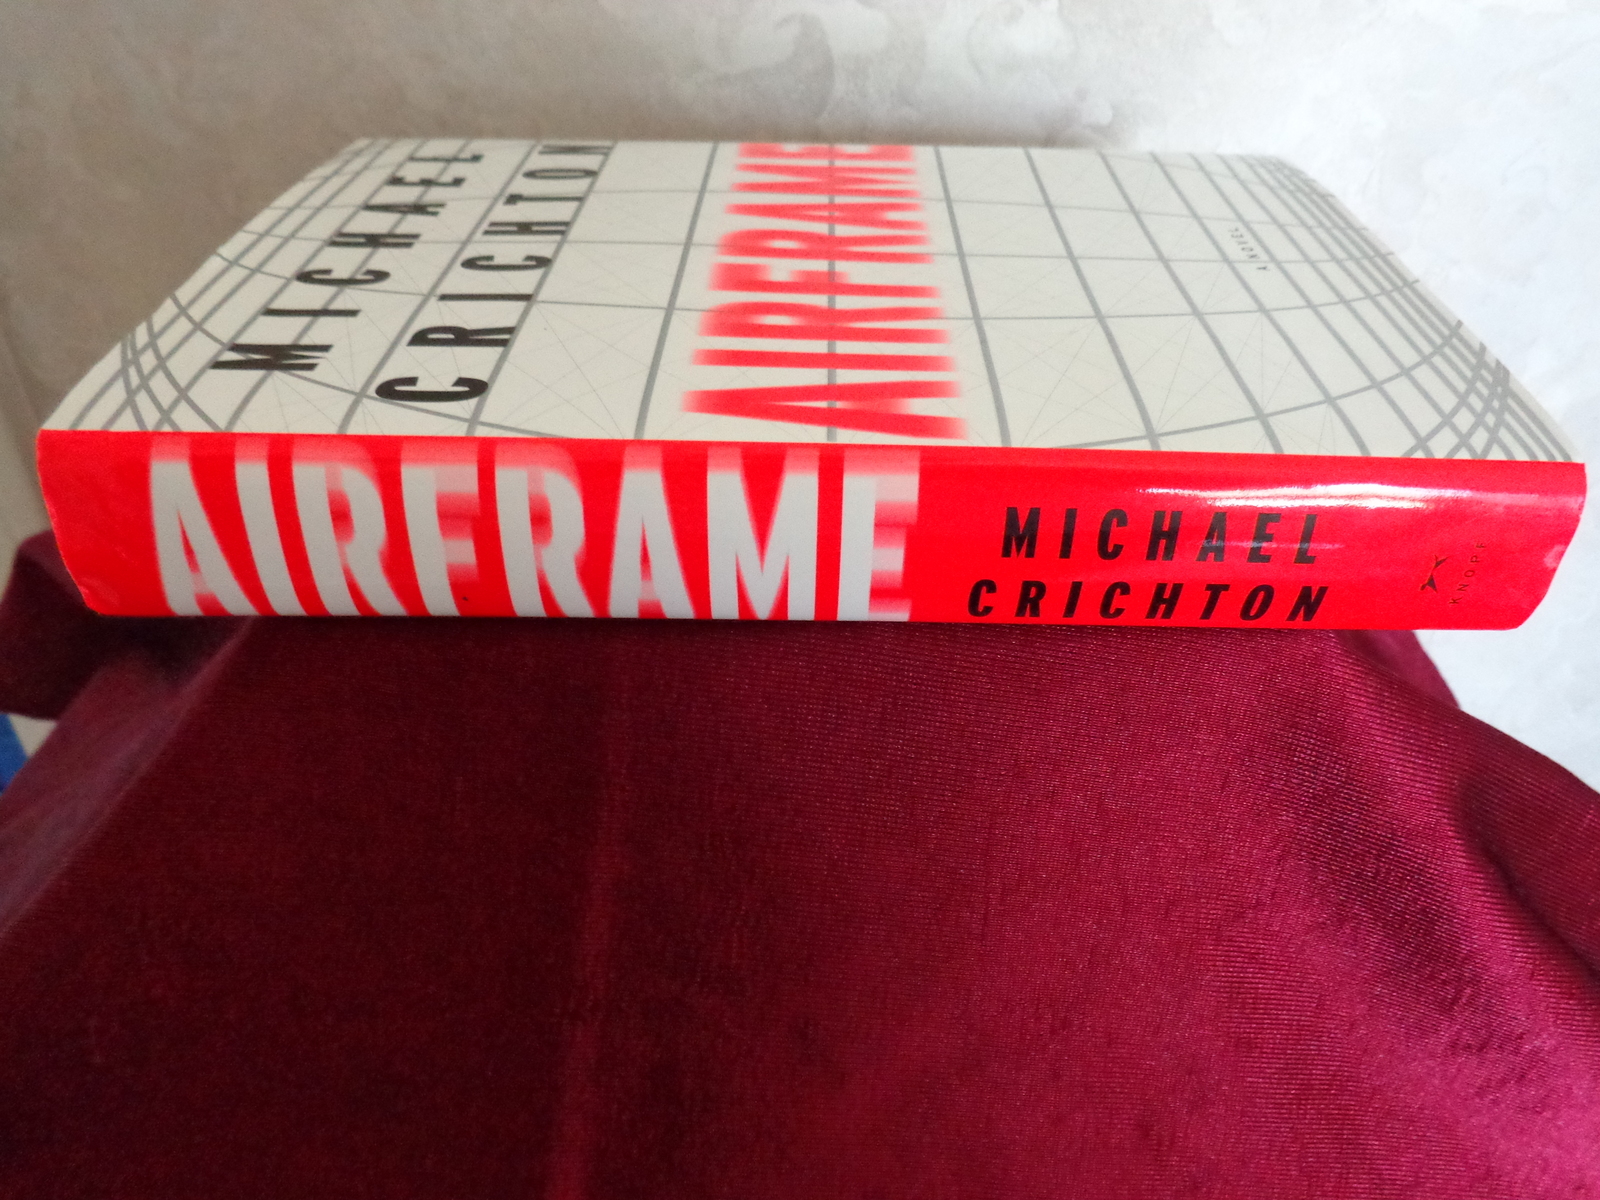 MICHAEL
CRICHTON
AIRFRAME
A NOVEL
AIRFRAME
MICHAEL
CRICHTON
KNOPF